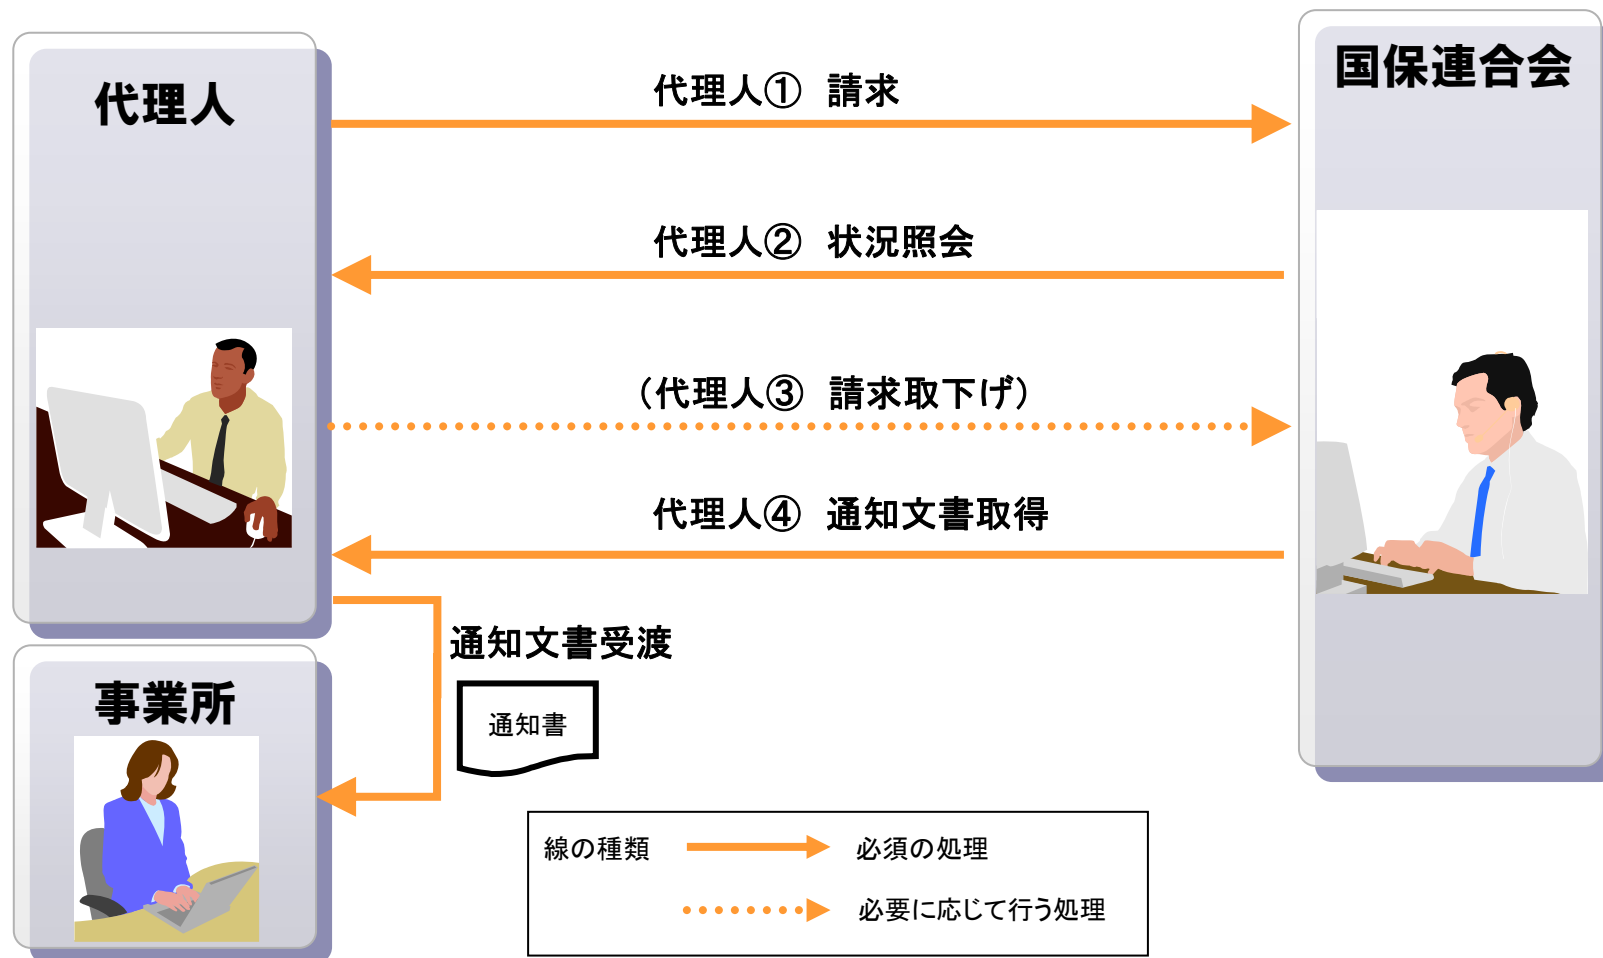 代理人
国保連合会
代理人① 請求
代理人② 状況照会
（代理人③ 請求取下げ）
代理人④ 通知文書取得
通知文書受渡
通知書
事業所
線の種類 必須の処理
必要に応じて行う処理